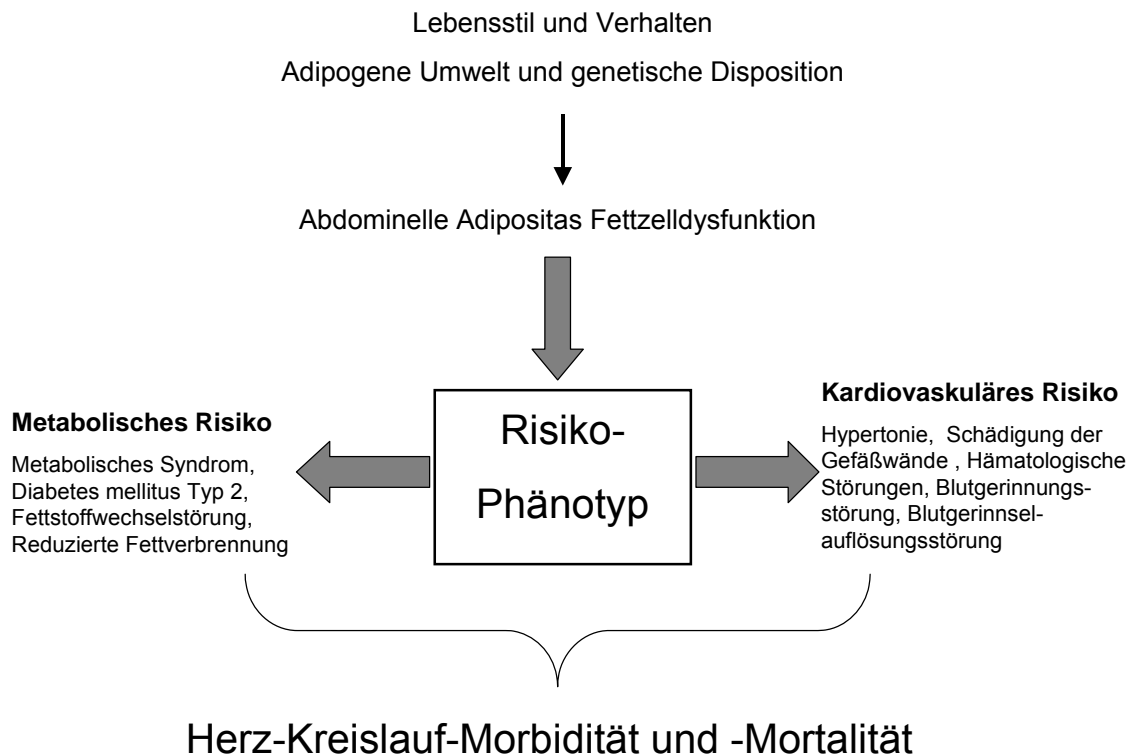 Lebensstil und Verhalten
Adipogene Umwelt und genetische Disposition
Abdominelle Adipositas Fettzelldysfunktion
Risiko-
Phänotyp
Metabolisches Risiko
Metabolisches Syndrom,
Diabetes mellitus Typ 2,
Fettstoffwechselstörung,
Reduzierte Fettverbrennung
Kardiovaskuläres Risiko
Hypertonie, Schädigung der
Gefäßwände , Hämatologische
Störungen, Blutgerinnungs-
störung, Blutgerinnsel-
auflösungsstörung
Herz-Kreislauf-Morbidität und -Mortalität